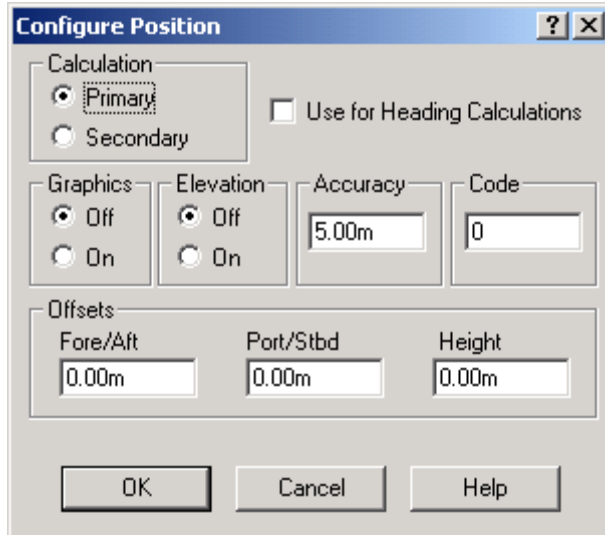 Configure Position
Calculation
Primary
Secondary
Use for Heading Calculations
Graphics
Off
On
Elevation
Off
On
Accuracy
5.00m
Code
0
Offsets
Fore/Aft
Port/Stbd
Height
0.00m
0.00m
0.00m
OK
Cancel
Help